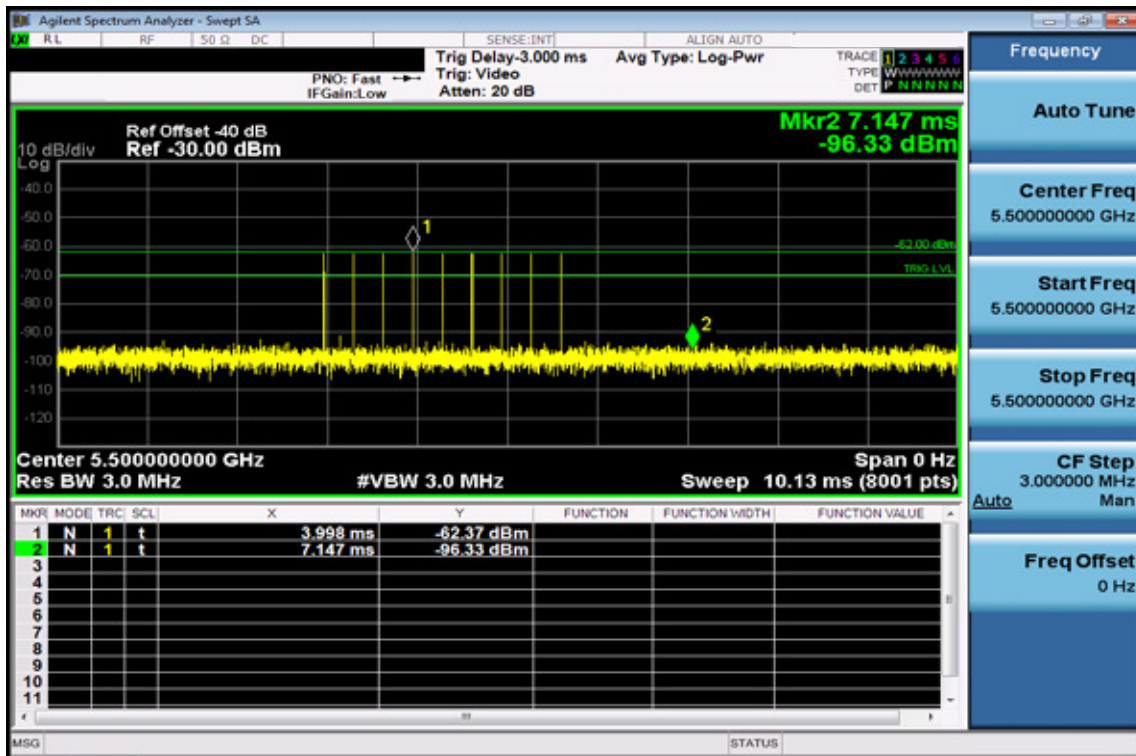 Agilent Spectrum Analyzer - Swept SA
RL RF 50 Ω DC SENSE:INT ALIGN AUTO
Trig Delay-3.000 ms Avg Type: Log-Pwr TRACE 1 2 3 4 5 6
PNO: Fast Trig: Video TYPE WWWWWWW
IFGain:Low Atten: 20 dB DET P N N N N N
Mkr2 7.147 ms
-96.33 dBm
Ref Offset -40 dB
10 dB/div Ref -30.00 dBm
Log
-40.0
-50.0
1
-60.0
-62.00 dBm
-70.0
TRIG LVL
-80.0
-90.0
2
-100
-110
-120
Center 5.500000000 GHz Span 0 Hz
Res BW 3.0 MHz #VBW 3.0 MHz Sweep 10.13 ms (8001 pts)
MKR MODE TRC SCL X Y FUNCTION FUNCTION WIDTH FUNCTION VALUE
1 N 1 t 3.998 ms -62.37 dBm
2 N 1 t 7.147 ms -96.33 dBm
3
4
5
6
7
8
9
10
11
MSG STATUS
Frequency
Auto Tune
Center Freq
5.500000000 GHz
Start Freq
5.500000000 GHz
Stop Freq
5.500000000 GHz
CF Step
3.000000 MHz
Auto Man
Freq Offset
0 Hz